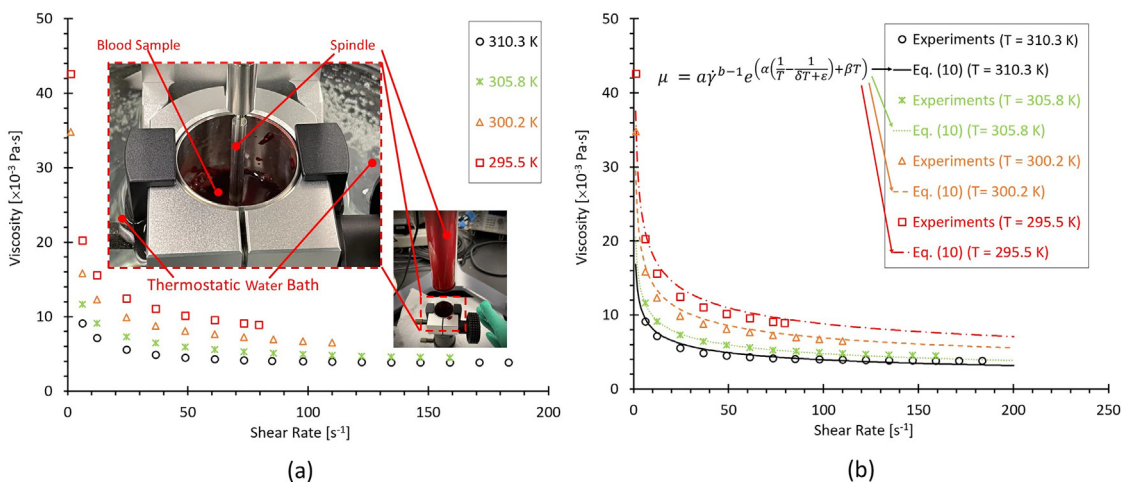 50
40
30
20
10
0
Viscosity [×10⁻³ Pa·s]
0 50 100 150 200
Shear Rate [s⁻¹]
Blood Sample
Spindle
Thermostatic Water Bath
310.3 K
305.8 K
300.2 K
295.5 K
(a)
50
40
30
20
10
0
Viscosity [×10⁻³ Pa·s]
0 50 100 150 200 250
Shear Rate [s⁻¹]
μ = aγ̇ᵇ⁻¹e^(α(1/T − 1/(δT+ε))+βT)
Experiments (T = 310.3 K)
Eq. (10) (T = 310.3 K)
Experiments (T = 305.8 K)
Eq. (10) (T= 305.8 K)
Experiments (T = 300.2 K)
Eq. (10) (T= 300.2 K)
Experiments (T = 295.5 K)
Eq. (10) (T= 295.5 K)
(b)